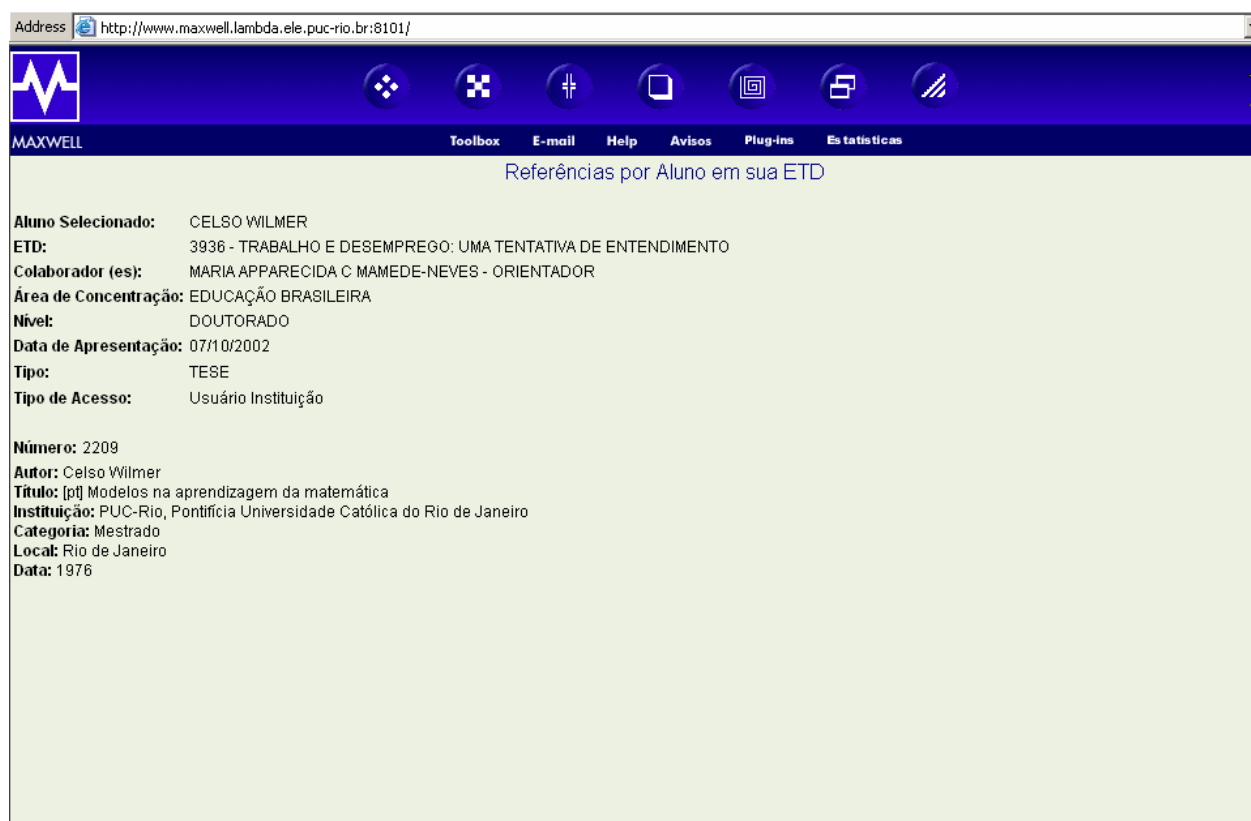 Address http://www.maxwell.lambda.ele.puc-rio.br:8101/
MAXWELL Toolbox E-mail Help Avisos Plug-ins Estatísticas
Referências por Aluno em sua ETD
Aluno Selecionado: CELSO WILMER
ETD: 3936 - TRABALHO E DESEMPREGO: UMA TENTATIVA DE ENTENDIMENTO
Colaborador (es): MARIA APPARECIDA C MAMEDE-NEVES - ORIENTADOR
Área de Concentração: EDUCAÇÃO BRASILEIRA
Nível: DOUTORADO
Data de Apresentação: 07/10/2002
Tipo: TESE
Tipo de Acesso: Usuário Instituição
Número: 2209
Autor: Celso Wilmer
Título: [pt] Modelos na aprendizagem da matemática
Instituição: PUC-Rio, Pontifícia Universidade Católica do Rio de Janeiro
Categoria: Mestrado
Local: Rio de Janeiro
Data: 1976